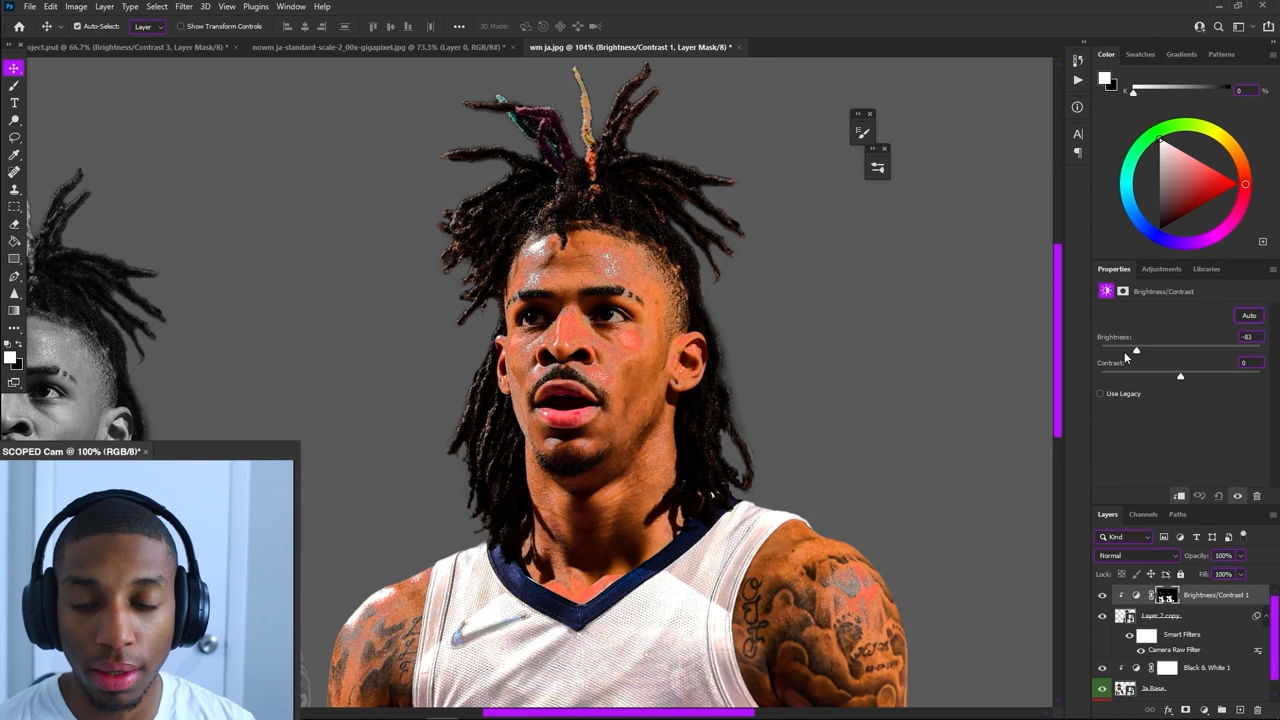 Ps File Edit Image Layer Type Select Filter 3D View Plugins Window Help
Auto-Select: Layer Show Transform Controls 3D Mode:
oject.psd @ 66.7% (Brightness/Contrast 3, Layer Mask/8) * × nowm ja-standard-scale-2_00x-gigapixel.jpg @ 73.3% (Layer 0, RGB/8#) * × wm ja.jpg @ 104% (Brightness/Contrast 1, Layer Mask/8) * ×
Color Swatches Gradients Patterns
K 0 %
Properties Adjustments Libraries
Brightness/Contrast
Auto
Brightness: -83
Contrast: 0
Use Legacy
SCOPED Cam @ 100% (RGB/8)* ×
Layers Channels Paths
Kind
Normal Opacity: 100%
Lock: Fill: 100%
Brightness/Contrast 1
Layer 2 copy
Smart Filters
Camera Raw Filter
Black & White 1
Ja Base